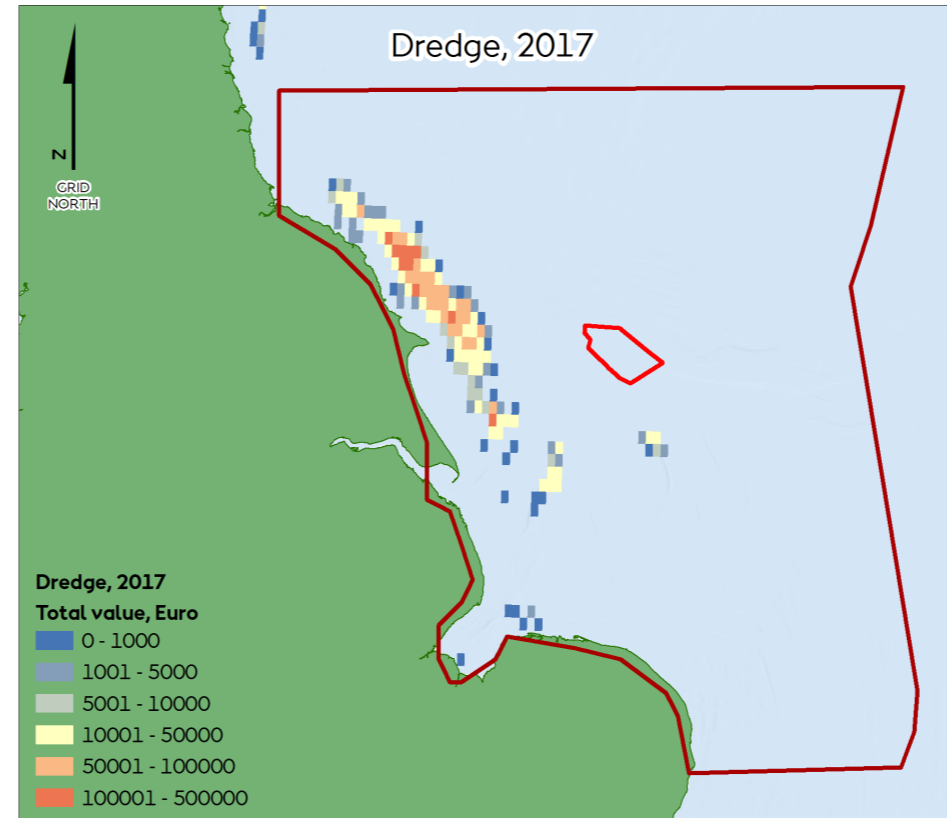 Dredge, 2017
N
GRID
NORTH
Dredge, 2017
Total value, Euro
0 - 1000
1001 - 5000
5001 - 10000
10001 - 50000
50001 - 100000
100001 - 500000